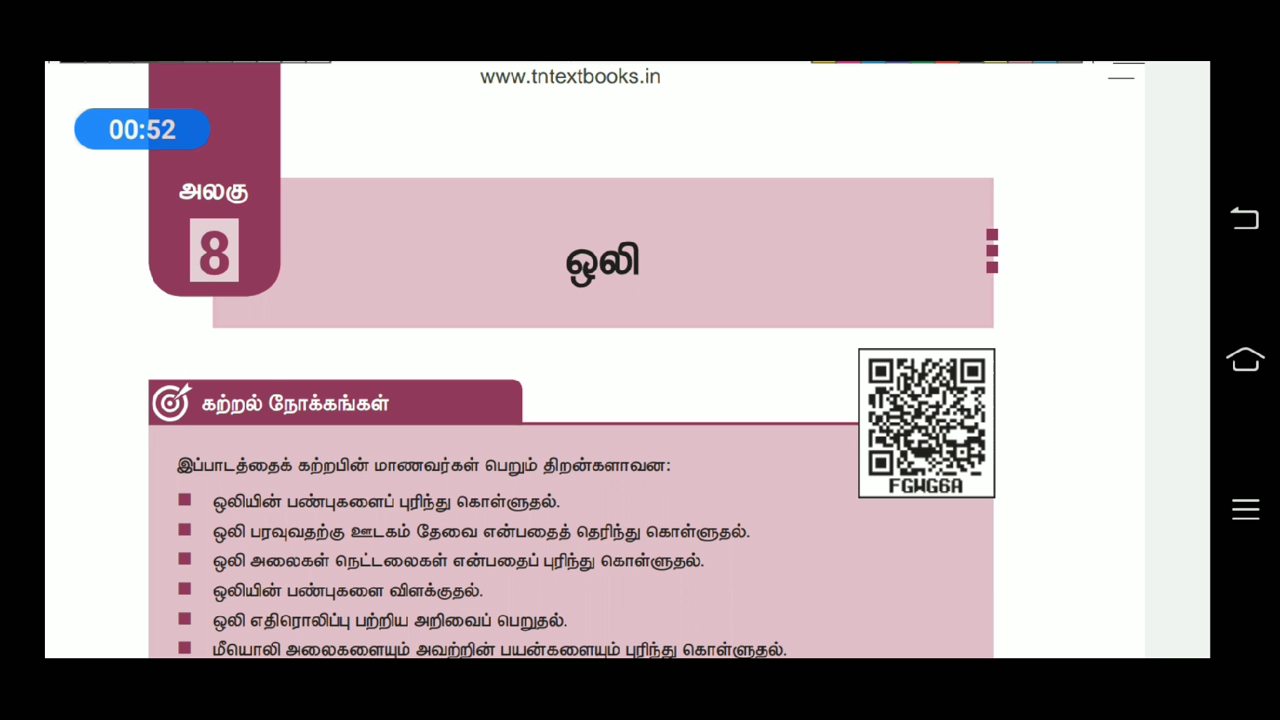 www.tntextbooks.in
00:52
அலகு
8
ஒலி
கற்றல் நோக்கங்கள்
FGWG6A
இப்பாடத்தைக் கற்றபின் மாணவர்கள் பெறும் திறன்களாவன:
ஒலியின் பண்புகளைப் புரிந்து கொள்ளுதல்.
ஒலி பரவுவதற்கு ஊடகம் தேவை என்பதைத் தெரிந்து கொள்ளுதல்.
ஒலி அலைகள் நெட்டலைகள் என்பதைப் புரிந்து கொள்ளுதல்.
ஒலியின் பண்புகளை விளக்குதல்.
ஒலி எதிரொலிப்பு பற்றிய அறிவைப் பெறுதல்.
மீயொலி அலைகளையும் அவற்றின் பயன்களையும் புரிந்து கொள்ளுதல்.